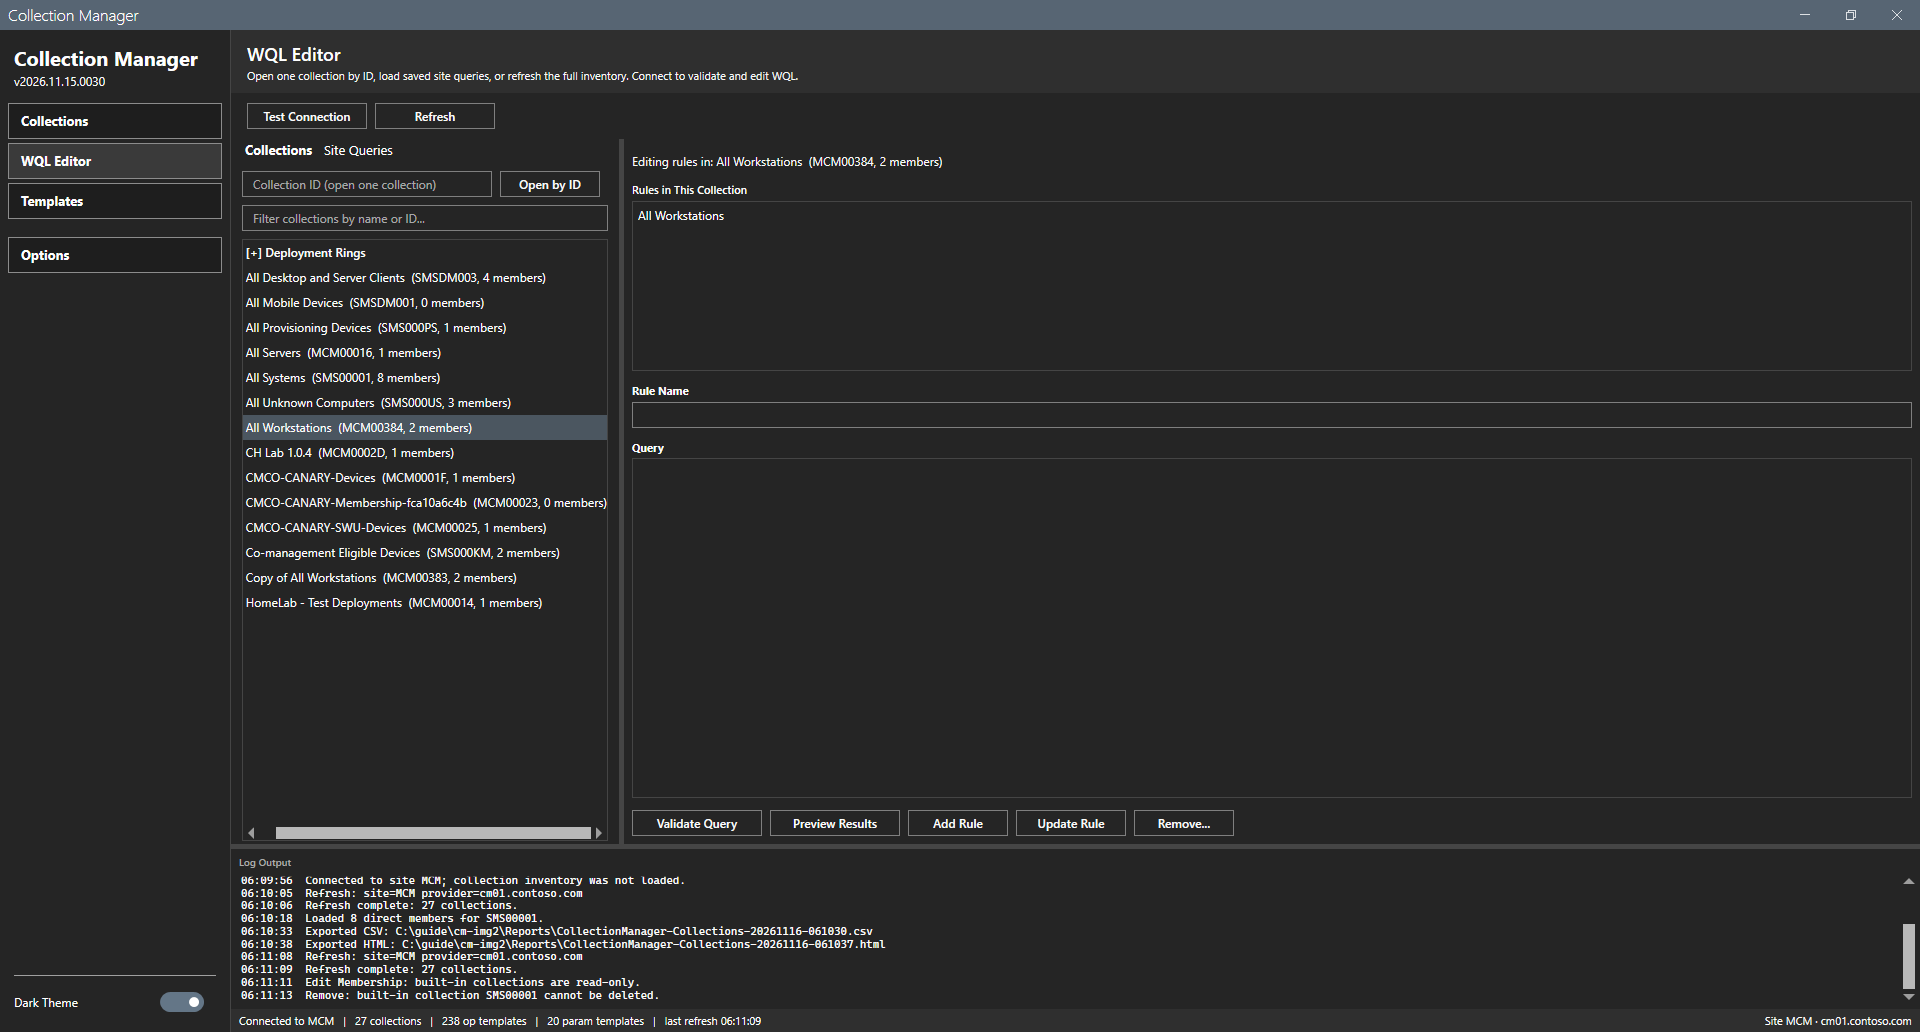 Collection Manager
Collection Manager
v2026.11.15.0030
Collections
WQL Editor
Templates
Options
Dark Theme
WQL Editor
Open one collection by ID, load saved site queries, or refresh the full inventory. Connect to validate and edit WQL.
Test Connection
Refresh
Collections
Site Queries
Collection ID (open one collection)
Open by ID
Filter collections by name or ID...
[+] Deployment Rings
All Desktop and Server Clients (SMSDM003, 4 members)
All Mobile Devices (SMSDM001, 0 members)
All Provisioning Devices (SMS000PS, 1 members)
All Servers (MCM00016, 1 members)
All Systems (SMS00001, 8 members)
All Unknown Computers (SMS000US, 3 members)
All Workstations (MCM00384, 2 members)
CH Lab 1.0.4 (MCM0002D, 1 members)
CMCO-CANARY-Devices (MCM0001F, 1 members)
CMCO-CANARY-Membership-fca10a6c4b (MCM00023, 0 members)
CMCO-CANARY-SWU-Devices (MCM00025, 1 members)
Co-management Eligible Devices (SMS000KM, 2 members)
Copy of All Workstations (MCM00383, 2 members)
HomeLab - Test Deployments (MCM00014, 1 members)
Editing rules in: All Workstations (MCM00384, 2 members)
Rules in This Collection
All Workstations
Rule Name
Query
Validate Query
Preview Results
Add Rule
Update Rule
Remove...
Log Output
06:09:56 Connected to site MCM; collection inventory was not loaded.
06:10:05 Refresh: site=MCM provider=cm01.contoso.com
06:10:06 Refresh complete: 27 collections.
06:10:18 Loaded 8 direct members for SMS00001.
06:10:33 Exported CSV: C:\guide\cm-img2\Reports\CollectionManager-Collections-20261116-061030.csv
06:10:38 Exported HTML: C:\guide\cm-img2\Reports\CollectionManager-Collections-20261116-061037.html
06:11:08 Refresh: site=MCM provider=cm01.contoso.com
06:11:09 Refresh complete: 27 collections.
06:11:11 Edit Membership: built-in collections are read-only.
06:11:13 Remove: built-in collection SMS00001 cannot be deleted.
Connected to MCM | 27 collections | 238 op templates | 20 param templates | last refresh 06:11:09
Site MCM · cm01.contoso.com